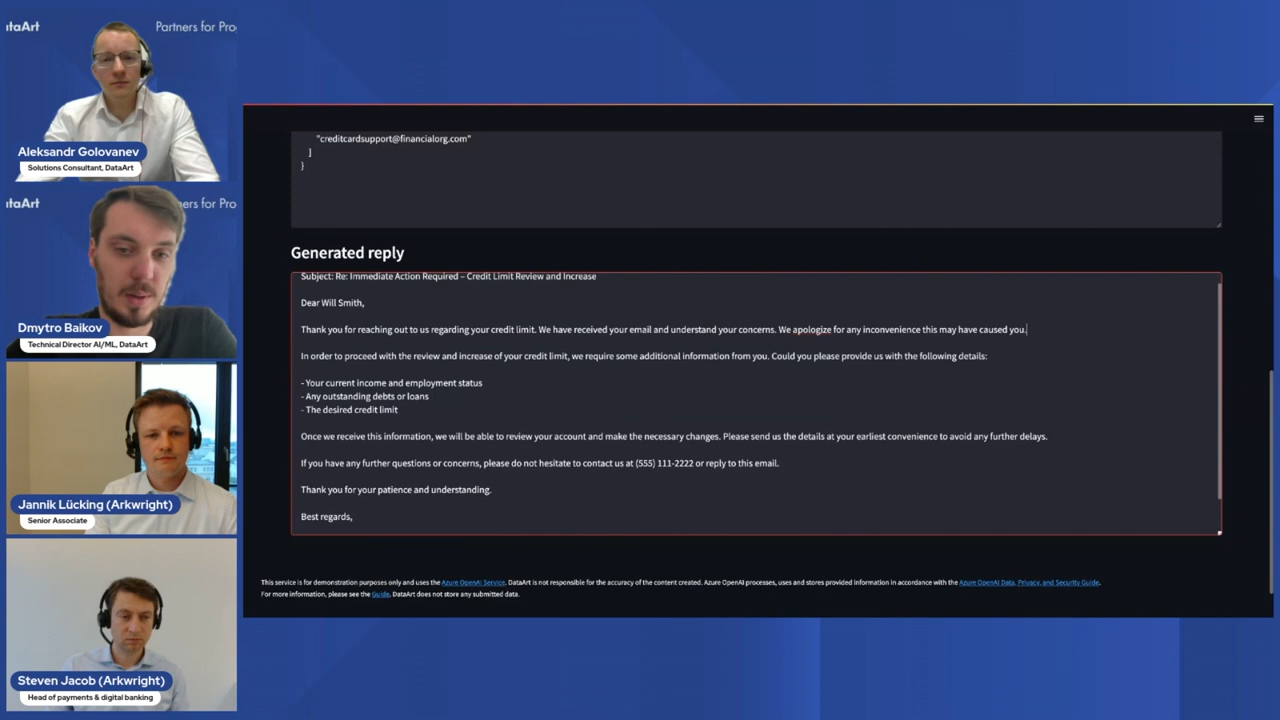 Partners for Pro
Aleksandr Golovanev
Solutions Consultant, DataArt
Dmytro Baikov
Technical Director AI/ML, DataArt
Jannik Lücking (Arkwright)
Senior Associate
Steven Jacob (Arkwright)
Head of payments & digital banking
"creditcardsupport@financialorg.com"
]
}
Generated reply
Subject: Re: Immediate Action Required – Credit Limit Review and Increase
Dear Will Smith,
Thank you for reaching out to us regarding your credit limit. We have received your email and understand your concerns. We apologize for any inconvenience this may have caused you.
In order to proceed with the review and increase of your credit limit, we require some additional information from you. Could you please provide us with the following details:
- Your current income and employment status
- Any outstanding debts or loans
- The desired credit limit
Once we receive this information, we will be able to review your account and make the necessary changes. Please send us the details at your earliest convenience to avoid any further delays.
If you have any further questions or concerns, please do not hesitate to contact us at (555) 111-2222 or reply to this email.
Thank you for your patience and understanding.
Best regards,
This service is for demonstration purposes only and uses the Azure OpenAI Service. DataArt is not responsible for the accuracy of the content created. Azure OpenAI processes, uses and stores provided information in accordance with the Azure OpenAI Data, Privacy, and Security Guide.
For more information, please see the Guide. DataArt does not store any submitted data.